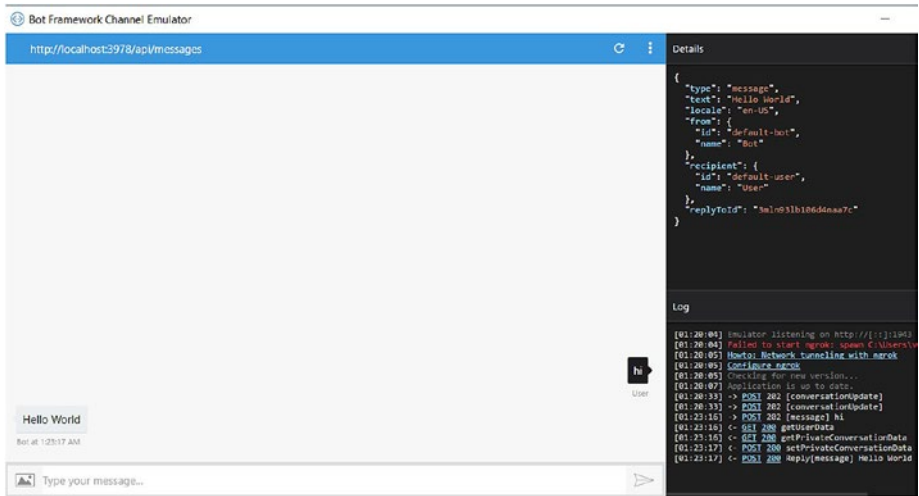 Bot Framework Channel Emulator
http://localhost:3978/api/messages
Details
{
"type": "message",
"text": "Hello World",
"locale": "en-US",
"from": {
"id": "default-bot",
"name": "Bot"
},
"recipient": {
"id": "default-user",
"name": "User"
},
"replyToId":
}
hi
User
Hello World
Bot at 1:23:17 AM
Type your message...
Log
[01:20:04] Emulator listening on http://[::]:1943
[01:20:04] Failed to start ngrok: spawn C:\Users\
[01:20:05] Howto: Network tunneling with ngrok
[01:20:05] Configure ngrok
[01:20:05] Checking for new version...
[01:20:07] Application is up to date.
[01:20:33] -> POST 202 [conversationUpdate]
[01:20:33] -> POST 202 [conversationUpdate]
[01:23:16] -> POST 202 [message] hi
[01:23:16] <- GET 200 getUserData
[01:23:16] <- GET 200 getPrivateConversationData
[01:23:17] <- POST 200 setPrivateConversationData
[01:23:17] <- POST 200 Reply[message] Hello World